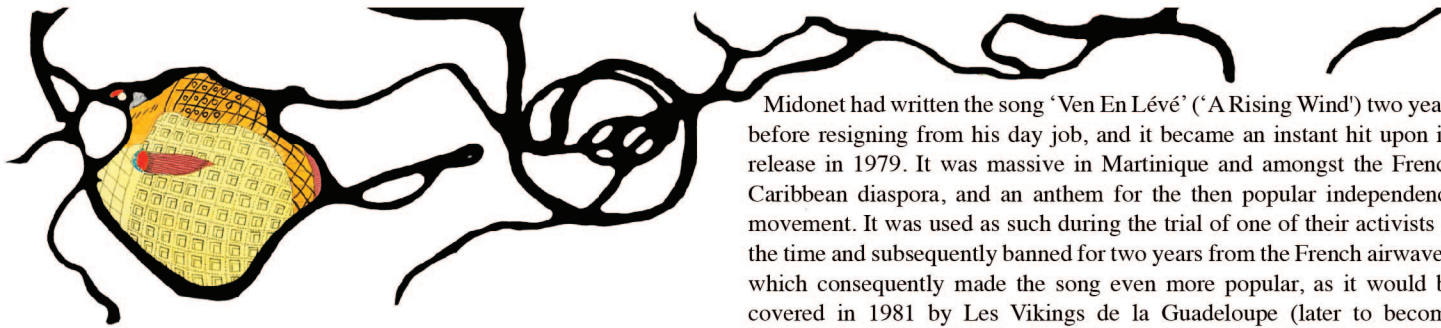 Midonet had written the song ‘Ven En Lévé’ (‘A Rising Wind') two yea
before resigning from his day job, and it became an instant hit upon i
release in 1979. It was massive in Martinique and amongst the Frenc
Caribbean diaspora, and an anthem for the then popular independenc
movement. It was used as such during the trial of one of their activists
the time and subsequently banned for two years from the French airwave
which consequently made the song even more popular, as it would b
covered in 1981 by Les Vikings de la Guadeloupe (later to becom